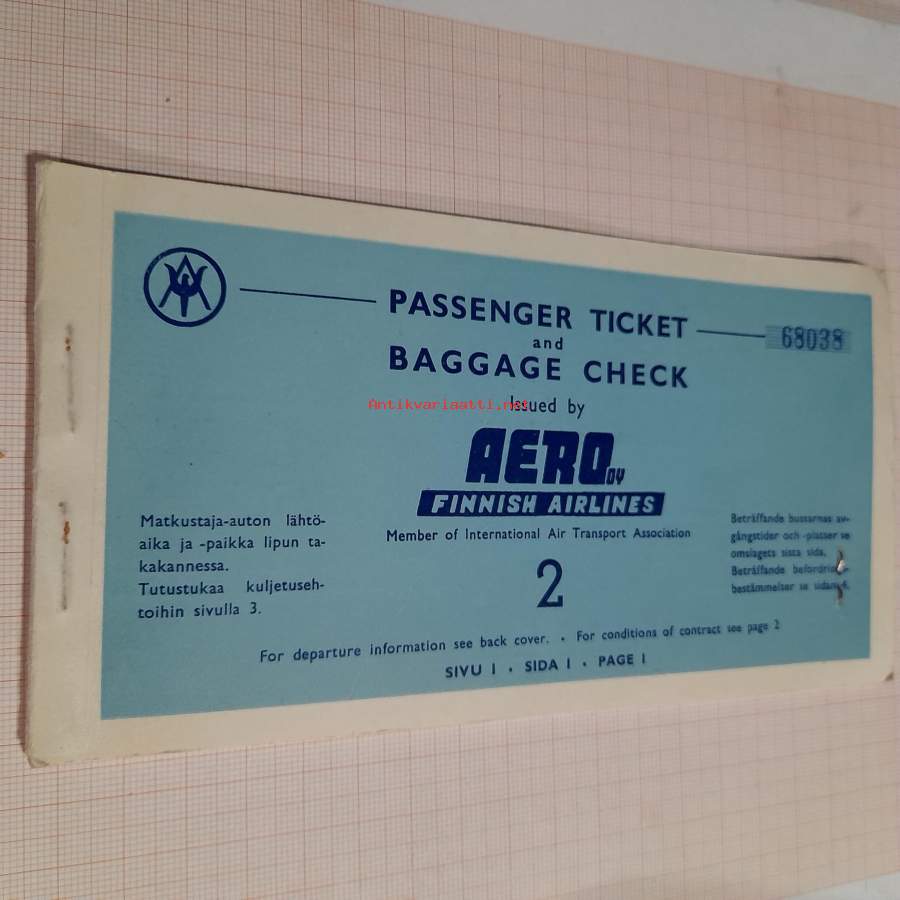 PASSENGER TICKET
68038
and
BAGGAGE CHECK
Issued by
Antikvariaatti.net
AERO OY
FINNISH AIRLINES
Member of International Air Transport Association
2
Matkustaja-auton lähtö-
aika ja -paikka lipun ta-
kakannessa.
Tutustukaa kuljetuseh-
toihin sivulla 3.
Beträffande bussarnas av-
gångstider och -platser se
omslagets sista sida.
Beträffande befordrin
bestämmelser se sidan 4.
For departure information see back cover. • For conditions of contract see page 2
SIVU I . SIDA I . PAGE I